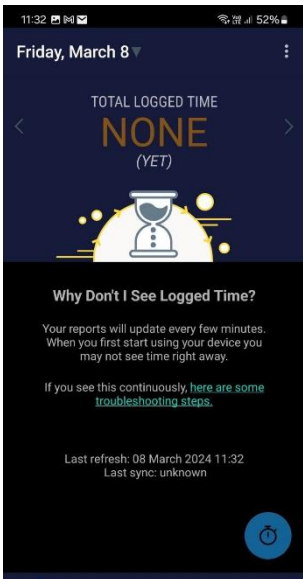 11:32 52%
Friday, March 8
TOTAL LOGGED TIME
NONE
(YET)
Why Don't I See Logged Time?
Your reports will update every few minutes.
When you first start using your device you
may not see time right away.
If you see this continuously, here are some
troubleshooting steps.
Last refresh: 08 March 2024 11:32
Last sync: unknown